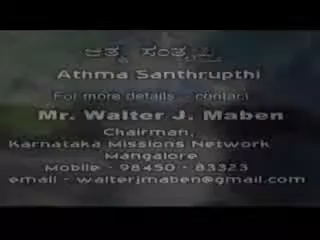 ಆತ್ಮ ಸಂತೃಪ್ತಿ
Athma Santhrupthi
For more details - contact
Mr. Walter J. Maben
Chairman,
Karnataka Missions Network
Mangalore
Mobile - 98450 - 83323
email - walterjmaben@gmail.com